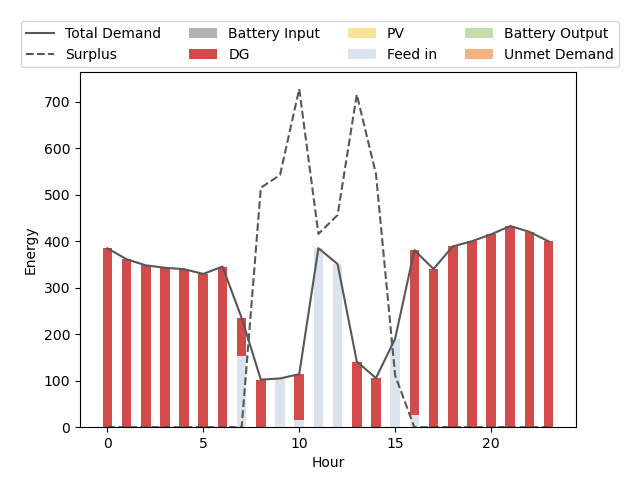 Total Demand Battery Input PV Battery Output
Surplus DG Feed in Unmet Demand
700
600
500
400
300
200
100
0
Energy
0 5 10 15 20
Hour